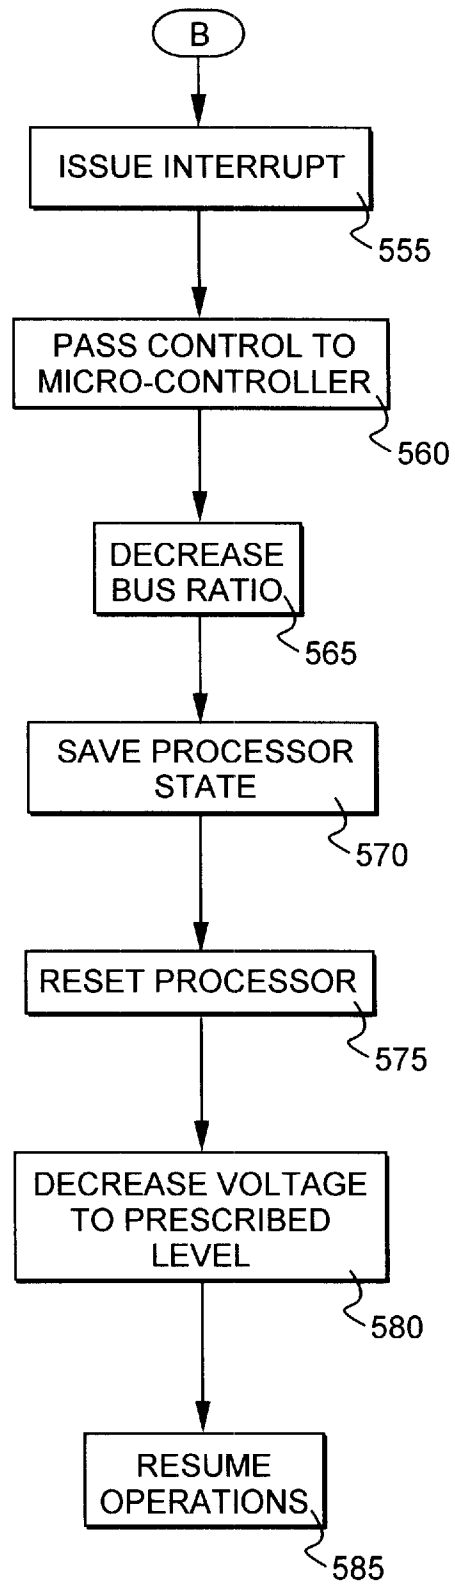 B
ISSUE INTERRUPT
555
PASS CONTROL TO
MICRO-CONTROLLER
560
DECREASE
BUS RATIO
565
SAVE PROCESSOR
STATE
570
RESET PROCESSOR
575
DECREASE VOLTAGE
TO PRESCRIBED
LEVEL
580
RESUME
OPERATIONS
585